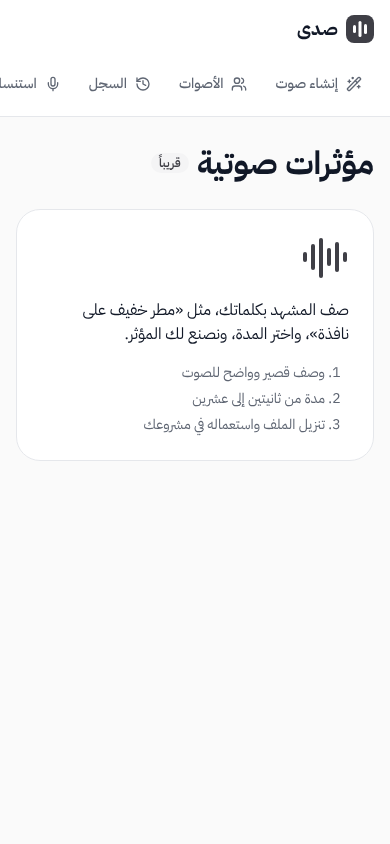 صدى
إنشاء صوت
الأصوات
السجل
مؤثرات صوتية
قريباً
صف المشهد بكلماتك، مثل «مطر خفيف على
نافذة»، واختر المدة، ونصنع لك المؤثر.
1. وصف قصير وواضح للصوت
2. مدة من ثانيتين إلى عشرين
3. تنزيل الملف واستعماله في مشروعك